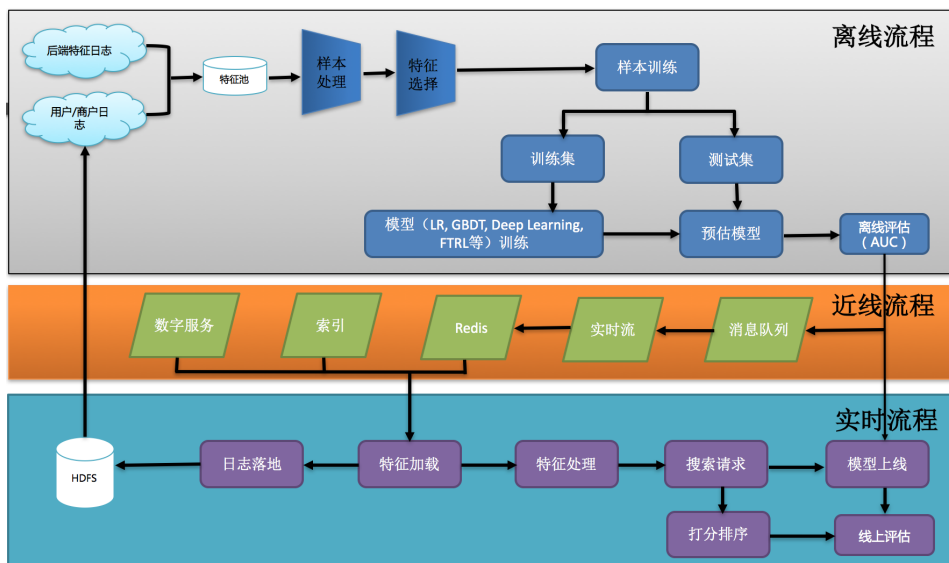 离线流程
后端特征日志
用户/商户日
志
特征池
样本
处理
特征
选择
样本训练
训练集
测试集
模型（LR, GBDT, Deep Learning,
FTRL等）训练
预估模型
离线评估
（AUC）
近线流程
数字服务
索引
Redis
实时流
消息队列
实时流程
HDFS
日志落地
特征加载
特征处理
搜索请求
模型上线
打分排序
线上评估